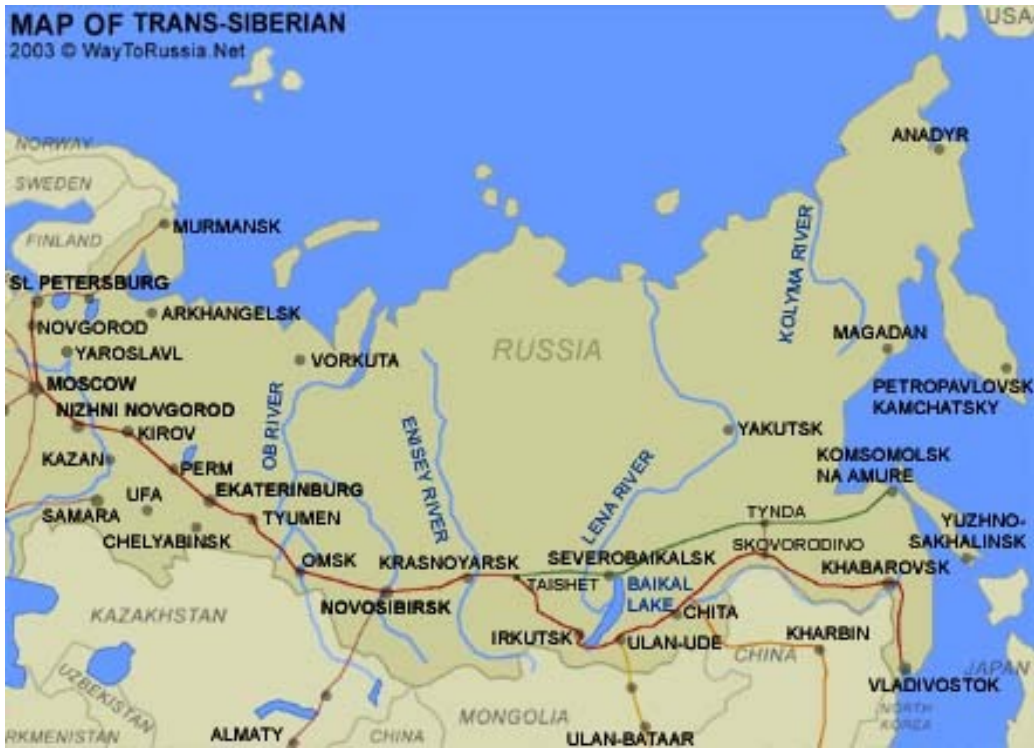 MAP OF TRANS-SIBERIAN
2003 © WayToRussia.Net
USA
NORWAY
SWEDEN
FINLAND
ANADYR
MURMANSK
St. PETERSBURG
ARKHANGELSK
NOVGOROD
YAROSLAVL
VORKUTA
RUSSIA
KOLYMA RIVER
MAGADAN
MOSCOW
PETROPAVLOVSK
KAMCHATSKY
NIZHNI NOVGOROD
KIROV
OB RIVER
ENISEY RIVER
YAKUTSK
KAZAN
PERM
LENA RIVER
KOMSOMOLSK
NA AMURE
EKATERINBURG
UFA
SAMARA
TYUMEN
TYNDA
YUZHNO-
SAKHALINSK
CHELYABINSK
SKOVORODINO
OMSK
KRASNOYARSK
SEVEROBAIKALSK
TAISHET
BAIKAL
LAKE
KHABAROVSK
NOVOSIBIRSK
KAZAKHSTAN
CHITA
IRKUTSK
ULAN-UDE
KHARBIN
CHINA
JAPAN
UZBEKISTAN
VLADIVOSTOK
NORTH
KOREA
MONGOLIA
RKMENISTAN
ALMATY
CHINA
ULAN-BATAAR